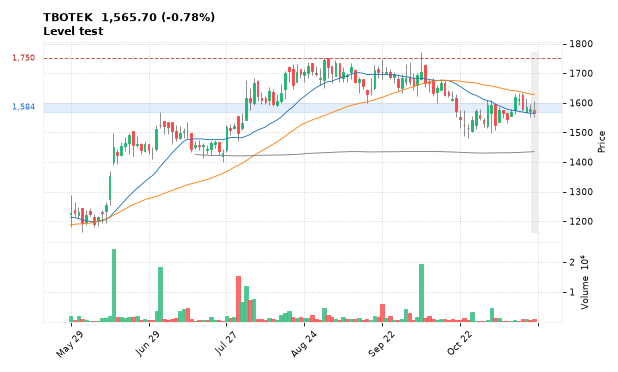 TBOTEK 1,565.70 (-0.78%)
Level test
1,750
1,584
1800
1700
1600
1500
1400
1300
1200
Price
2
1
Volume 10⁶
May 29
Jun 29
Jul 27
Aug 24
Sep 22
Oct 22